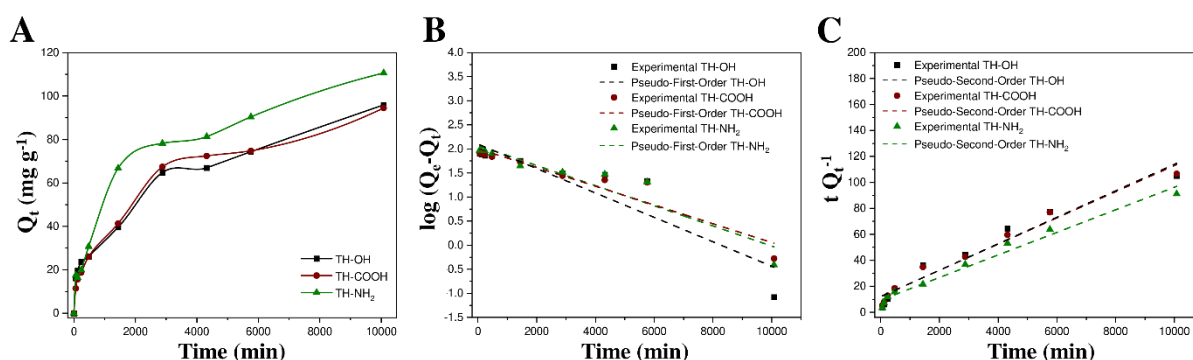 A
B
C
Q_t (mg g⁻¹)
120
100
80
60
40
20
0
TH-OH
TH-COOH
TH-NH₂
0
2000
4000
6000
8000
10000
Time (min)
log (Q_e-Q_t)
4.0
3.5
3.0
2.5
2.0
1.5
1.0
0.5
0.0
-0.5
-1.0
-1.5
Experimental TH-OH
Pseudo-First-Order TH-OH
Experimental TH-COOH
Pseudo-First-Order TH-COOH
Experimental TH-NH₂
Pseudo-First-Order TH-NH₂
0
2000
4000
6000
8000
10000
Time (min)
t Q_t⁻¹
200
180
160
140
120
100
80
60
40
20
0
Experimental TH-OH
Pseudo-Second-Order TH-OH
Experimental TH-COOH
Pseudo-Second-Order TH-COOH
Experimental TH-NH₂
Pseudo-Second-Order TH-NH₂
0
2000
4000
6000
8000
10000
Time (min)